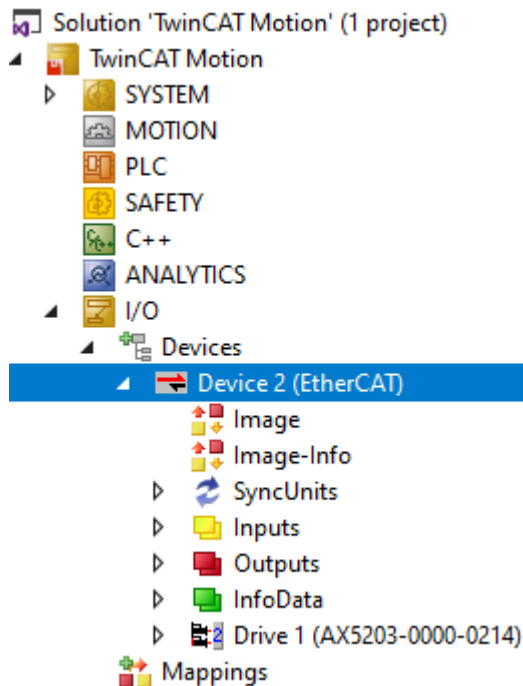 Solution 'TwinCAT Motion' (1 project)
TwinCAT Motion
SYSTEM
MOTION
PLC
SAFETY
C++
ANALYTICS
I/O
Devices
Device 2 (EtherCAT)
Image
Image-Info
SyncUnits
Inputs
Outputs
InfoData
Drive 1 (AX5203-0000-0214)
Mappings